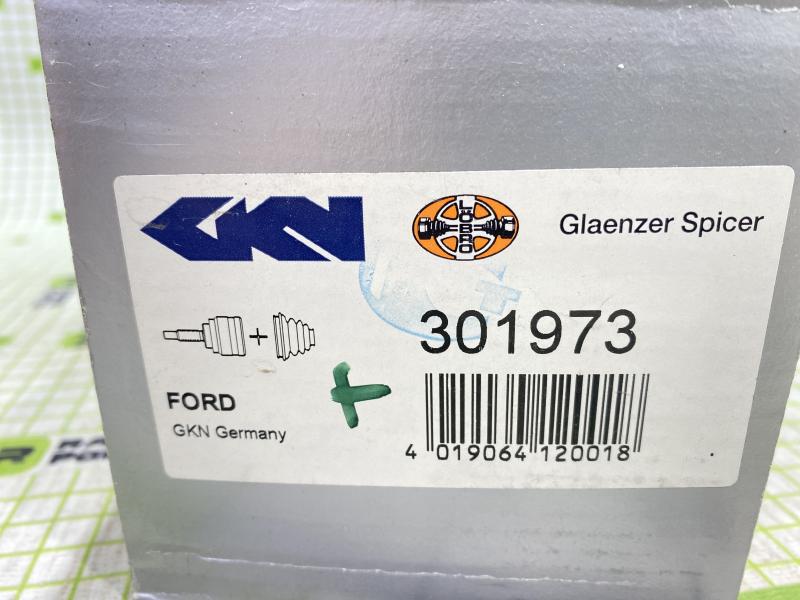 GKN
LÖBRO
Glaenzer Spicer
301973
FORD
GKN Germany
4 019064 120018